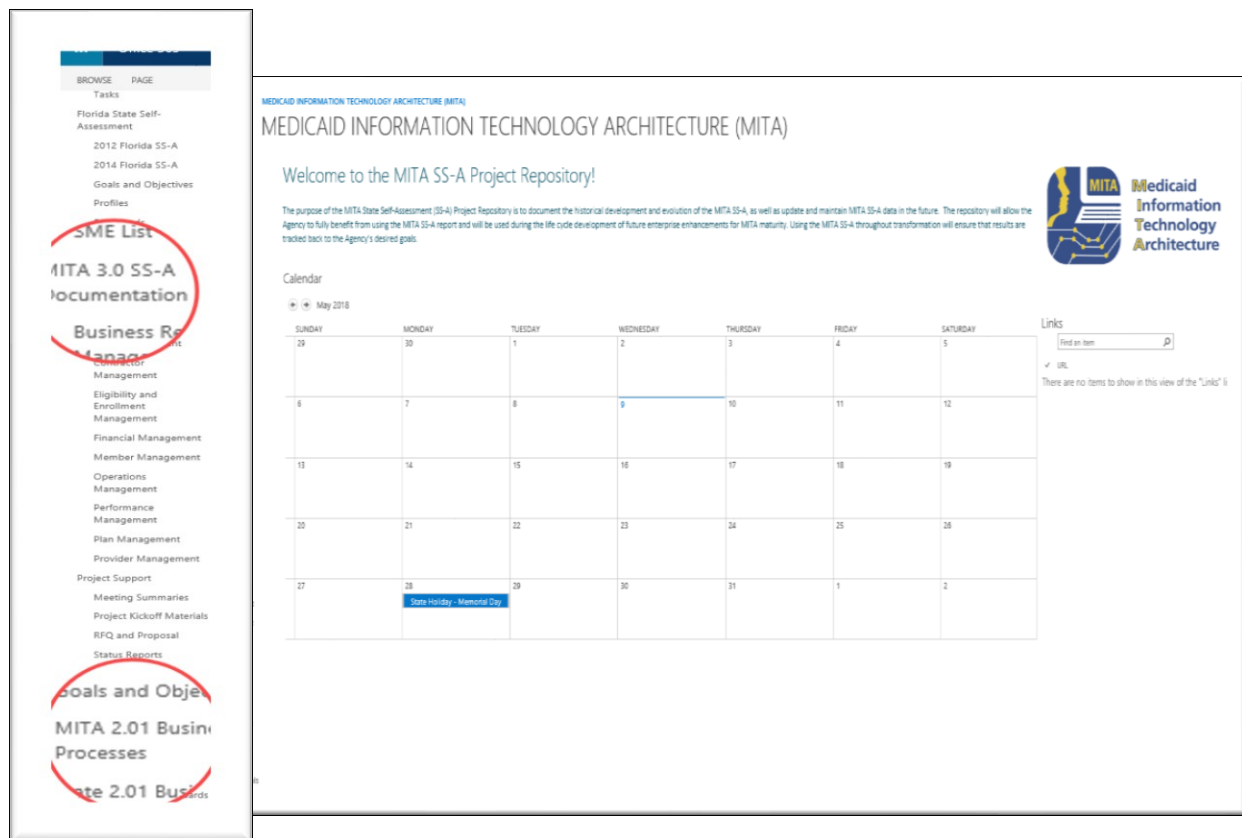 BROWSE PAGE
Tasks
Florida State Self-
Assessment
2012 Florida SS-A
2014 Florida SS-A
Goals and Objectives
Profiles
SME List
MITA 3.0 SS-A
Documentation
Business Re
Manage
Contractor
Management
Eligibility and
Enrollment
Management
Financial Management
Member Management
Operations
Management
Performance
Management
Plan Management
Provider Management
Project Support
Meeting Summaries
Project Kickoff Materials
RFQ and Proposal
Status Reports
Goals and Objec
MITA 2.01 Busine
Processes
ate 2.01 Busi
MEDICAID INFORMATION TECHNOLOGY ARCHITECTURE (MITA)
MEDICAID INFORMATION TECHNOLOGY ARCHITECTURE (MITA)
Welcome to the MITA SS-A Project Repository!
The purpose of the MITA State Self-Assessment (SS-A) Project Repository is to document the historical development and evolution of the MITA SS-A, as well as update and maintain MITA SS-A data in the future. The repository will allow the
Agency to fully benefit from using the MITA SS-A report and will be used during the life cycle development of future enterprise enhancements for MITA maturity. Using the MITA SS-A throughout transformation will ensure that results are
tracked back to the Agency's desired goals.
MITA
Medicaid
Information
Technology
Architecture
Calendar
May 2018
SUNDAY MONDAY TUESDAY WEDNESDAY THURSDAY FRIDAY SATURDAY
29 30 1 2 3 4 5
6 7 8 9 10 11 12
13 14 15 16 17 18 19
20 21 22 23 24 25 26
27 28 29 30 31 1 2
State Holiday - Memorial Day
Links
Find an item
URL
There are no items to show in this view of the "Links" li